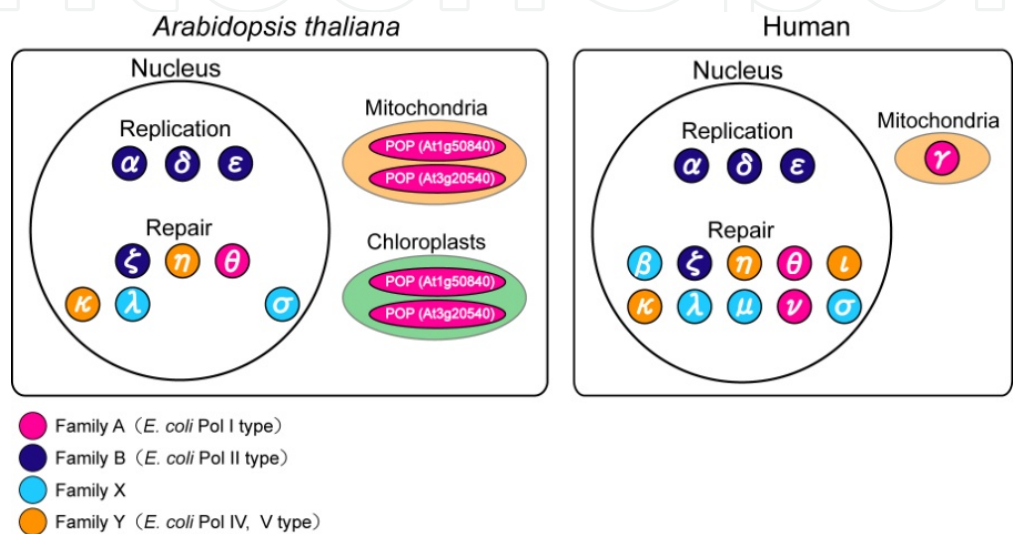 Arabidopsis thaliana
Nucleus
Replication
α δ ε
Repair
ζ η θ
κ λ σ
Mitochondria
POP (At1g50840)
POP (At3g20540)
Chloroplasts
POP (At1g50840)
POP (At3g20540)
Human
Nucleus
Replication
α δ ε
Repair
β ζ η θ ι
κ λ μ ν σ
Mitochondria
γ
Family A (E. coli Pol I type)
Family B (E. coli Pol II type)
Family X
Family Y (E. coli Pol IV, V type)